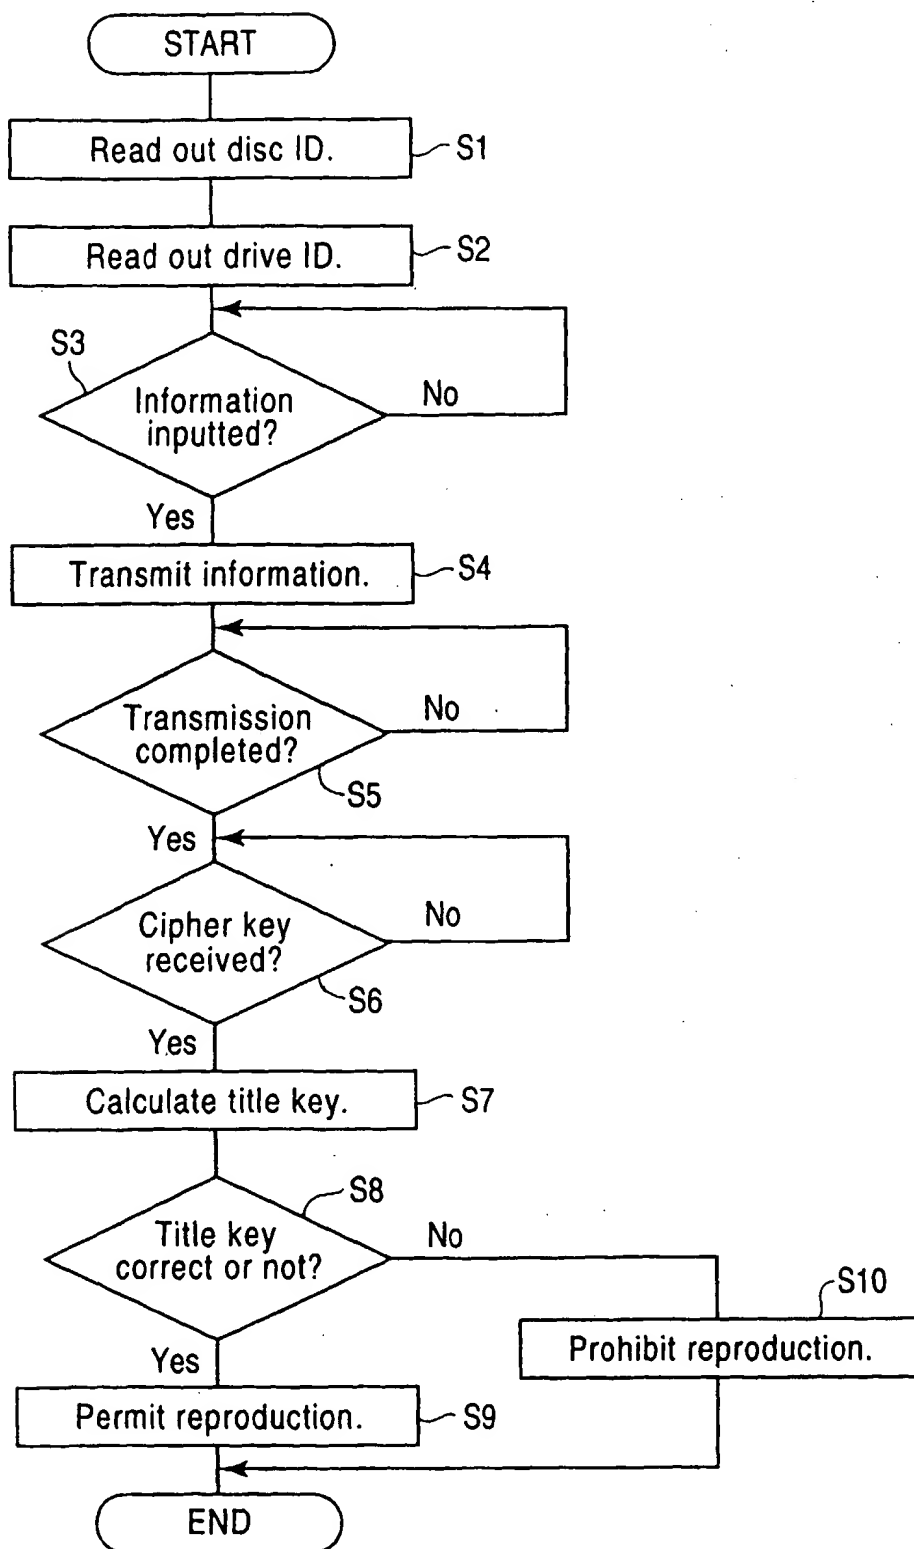 START
Read out disc ID.
S1
Read out drive ID.
S2
S3
Information
inputted?
No
Yes
Transmit information.
S4
Transmission
completed?
No
S5
Yes
Cipher key
received?
No
S6
Yes
Calculate title key.
S7
S8
Title key
correct or not?
No
S10
Prohibit reproduction.
Yes
Permit reproduction.
S9
END